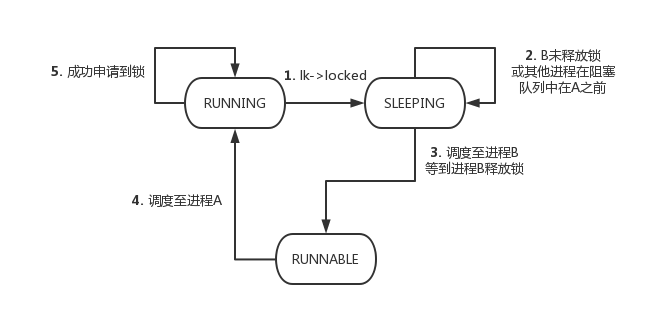 2. B未释放锁
或其他进程在阻塞
队列中在A之前
5. 成功申请到锁
1. lk->locked
RUNNING
SLEEPING
3. 调度至进程B
等到进程B释放锁
4. 调度至进程A
RUNNABLE